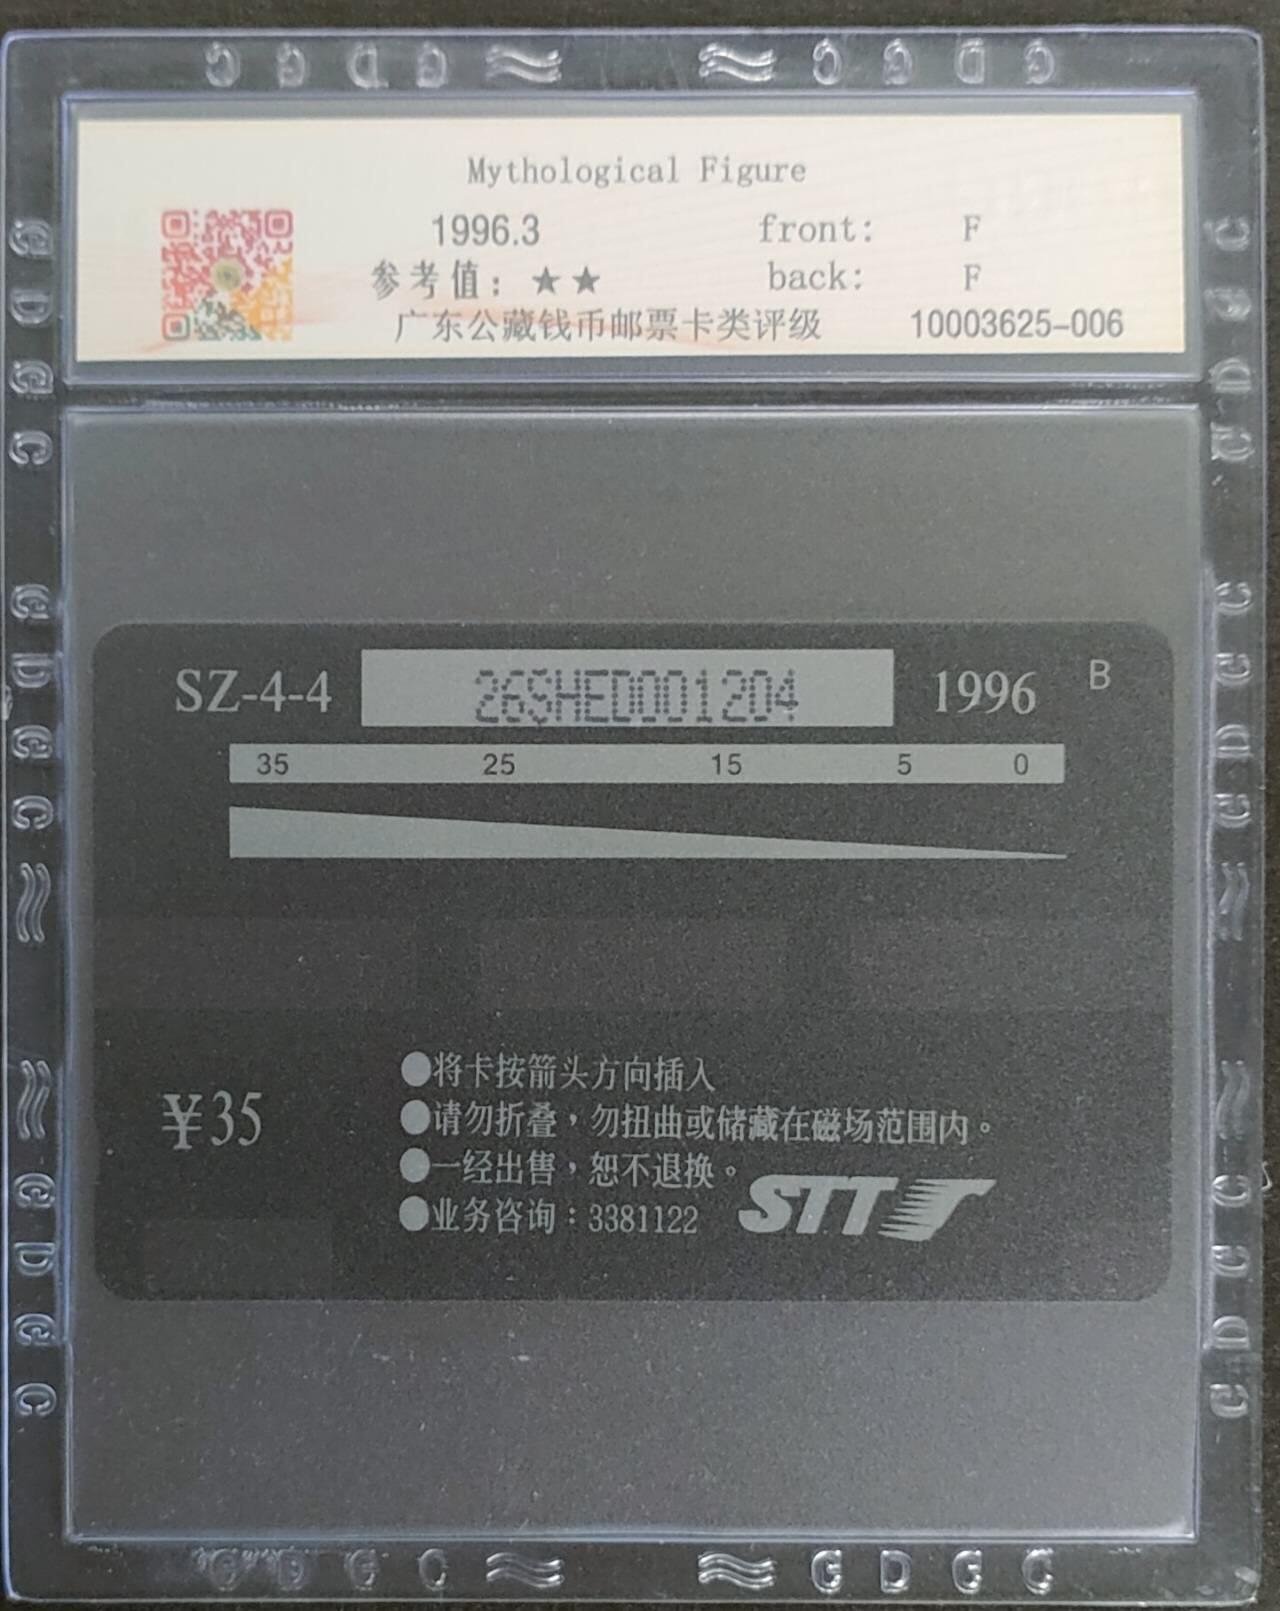 G D G C
G D G C
Mythological Figure
1996.3 front: F
参考值：★★ back: F
广东公藏钱币邮票卡类评级 10003625-006
SZ-4-4 26SHED001204 1996 B
35 25 15 5 0
¥35
●将卡按箭头方向插入
●请勿折叠，勿扭曲或储藏在磁场范围内。
●一经出售，恕不退换。
●业务咨询：3381122
STT
G D G C
G D G C